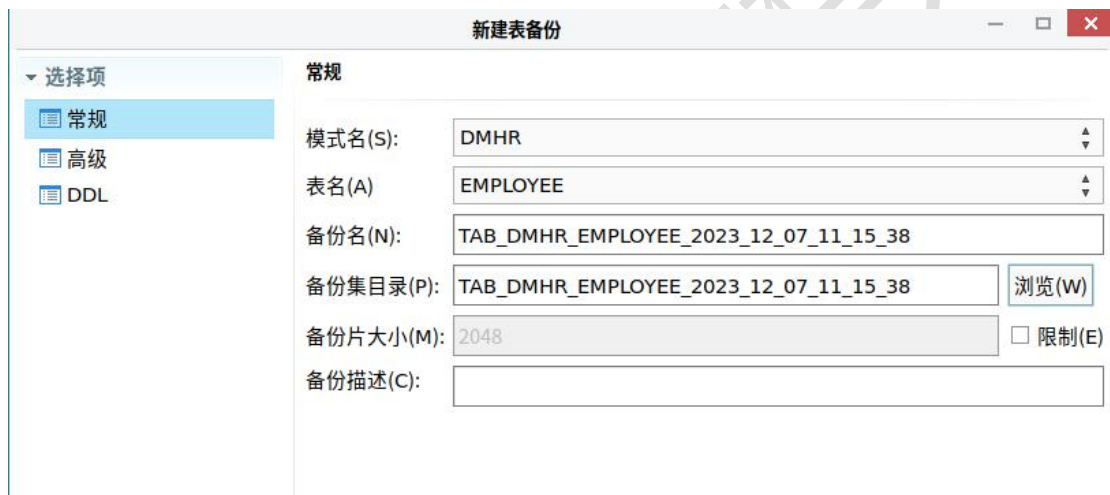 新建表备份
选择项
常规
高级
DDL
常规
模式名(S): DMHR
表名(A) EMPLOYEE
备份名(N): TAB_DMHR_EMPLOYEE_2023_12_07_11_15_38
备份集目录(P): TAB_DMHR_EMPLOYEE_2023_12_07_11_15_38 浏览(W)
备份片大小(M): 2048 限制(E)
备份描述(C):